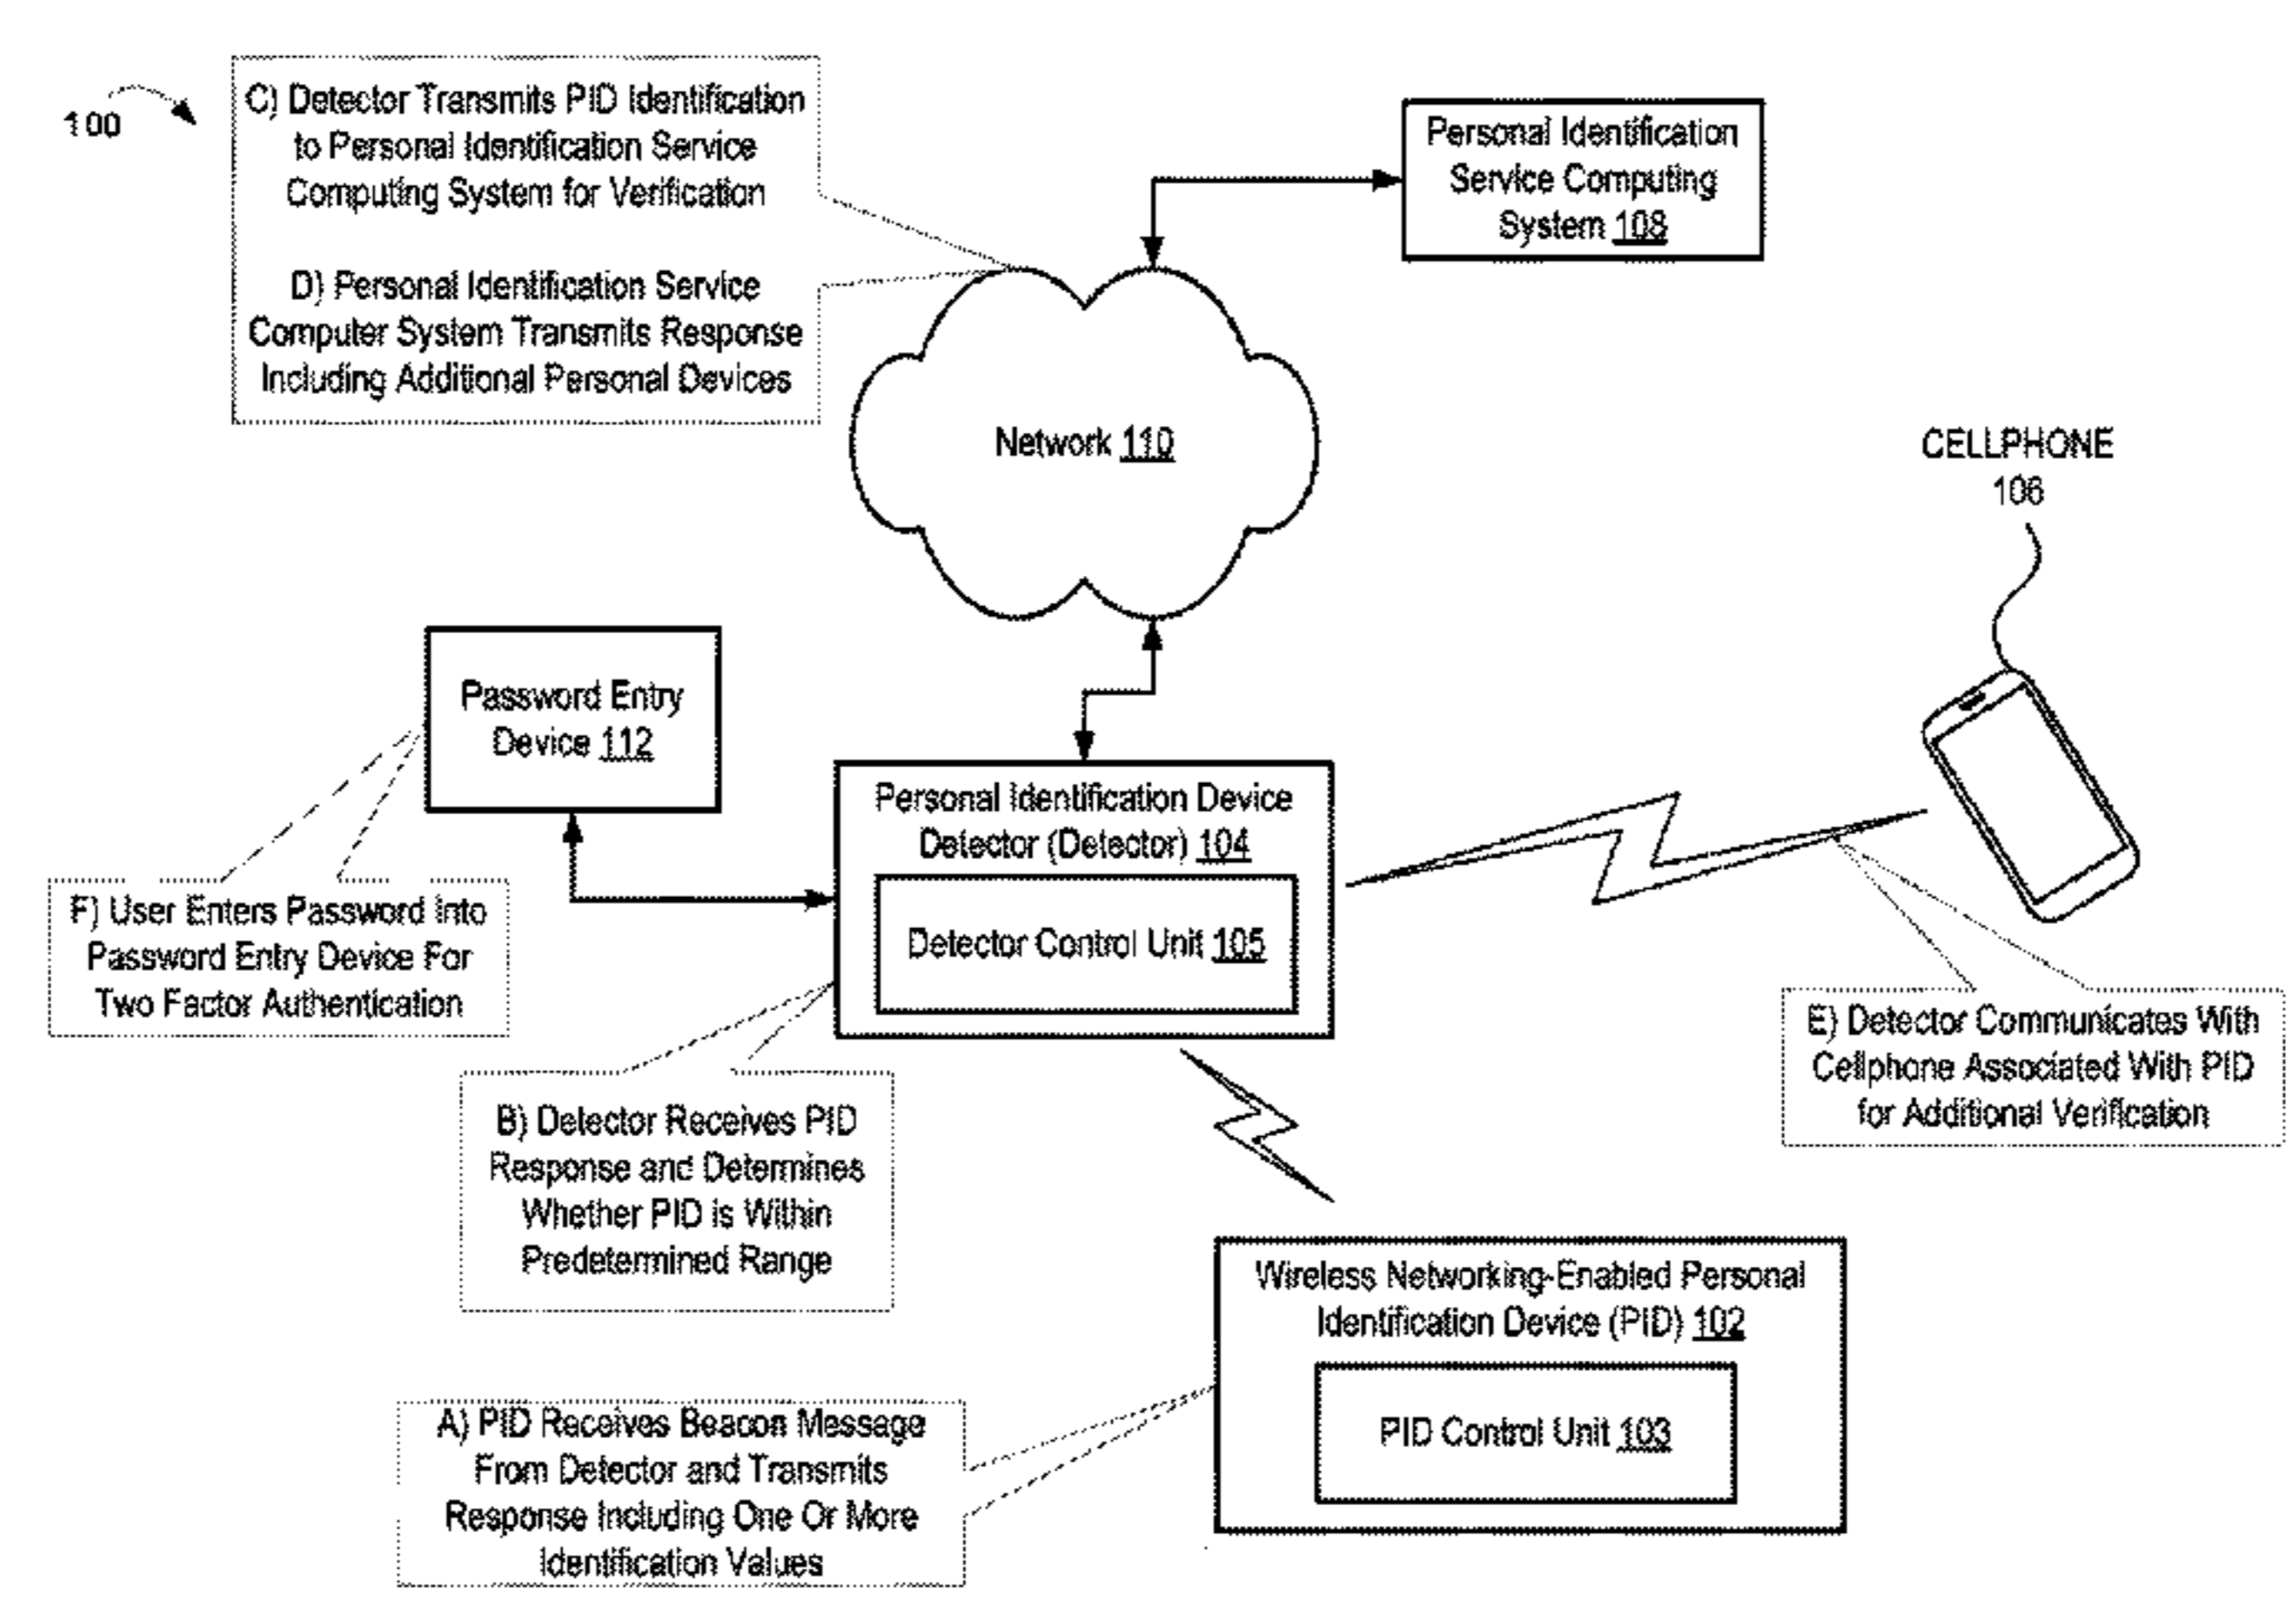 100
C) Detector Transmits PID Identification
to Personal Identification Service
Computing System for Verification
D) Personal Identification Service
Computer System Transmits Response
Including Additional Personal Devices
Personal Identification
Service Computing
System 108
Network 110
CELLPHONE
106
Password Entry
Device 112
Personal Identification Device
Detector (Detector) 104
Detector Control Unit 105
F) User Enters Password Into
Password Entry Device For
Two Factor Authentication
E) Detector Communicates With
Cellphone Associated With PID
for Additional Verification
B) Detector Receives PID
Response and Determines
Whether PID is Within
Predetermined Range
Wireless Networking-Enabled Personal
Identification Device (PID) 102
PID Control Unit 103
A) PID Receives Beacon Message
From Detector and Transmits
Response Including One Or More
Identification Values